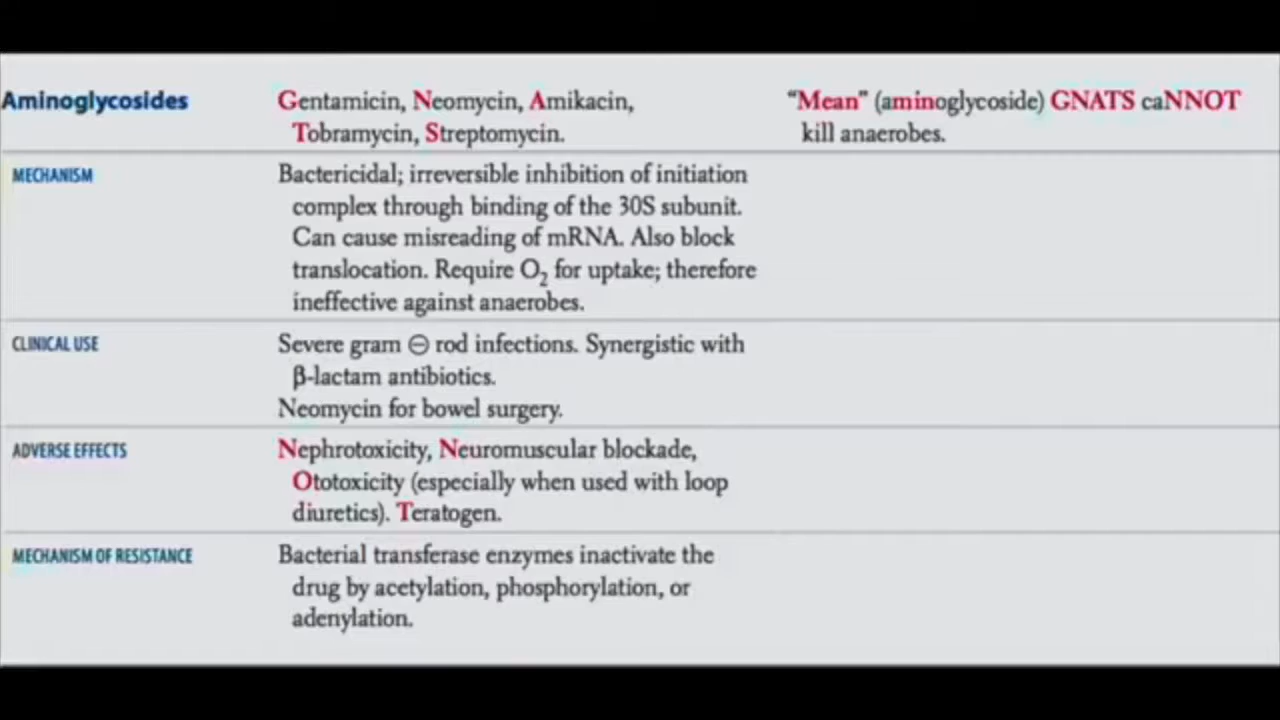 Aminoglycosides Gentamicin, Neomycin, Amikacin, "Mean" (aminoglycoside) GNATS caNNOT
Tobramycin, Streptomycin. kill anaerobes.
MECHANISM Bactericidal; irreversible inhibition of initiation
complex through binding of the 30S subunit.
Can cause misreading of mRNA. Also block
translocation. Require O₂ for uptake; therefore
ineffective against anaerobes.
CLINICAL USE Severe gram ⊖ rod infections. Synergistic with
β-lactam antibiotics.
Neomycin for bowel surgery.
ADVERSE EFFECTS Nephrotoxicity, Neuromuscular blockade,
Ototoxicity (especially when used with loop
diuretics). Teratogen.
MECHANISM OF RESISTANCE Bacterial transferase enzymes inactivate the
drug by acetylation, phosphorylation, or
adenylation.